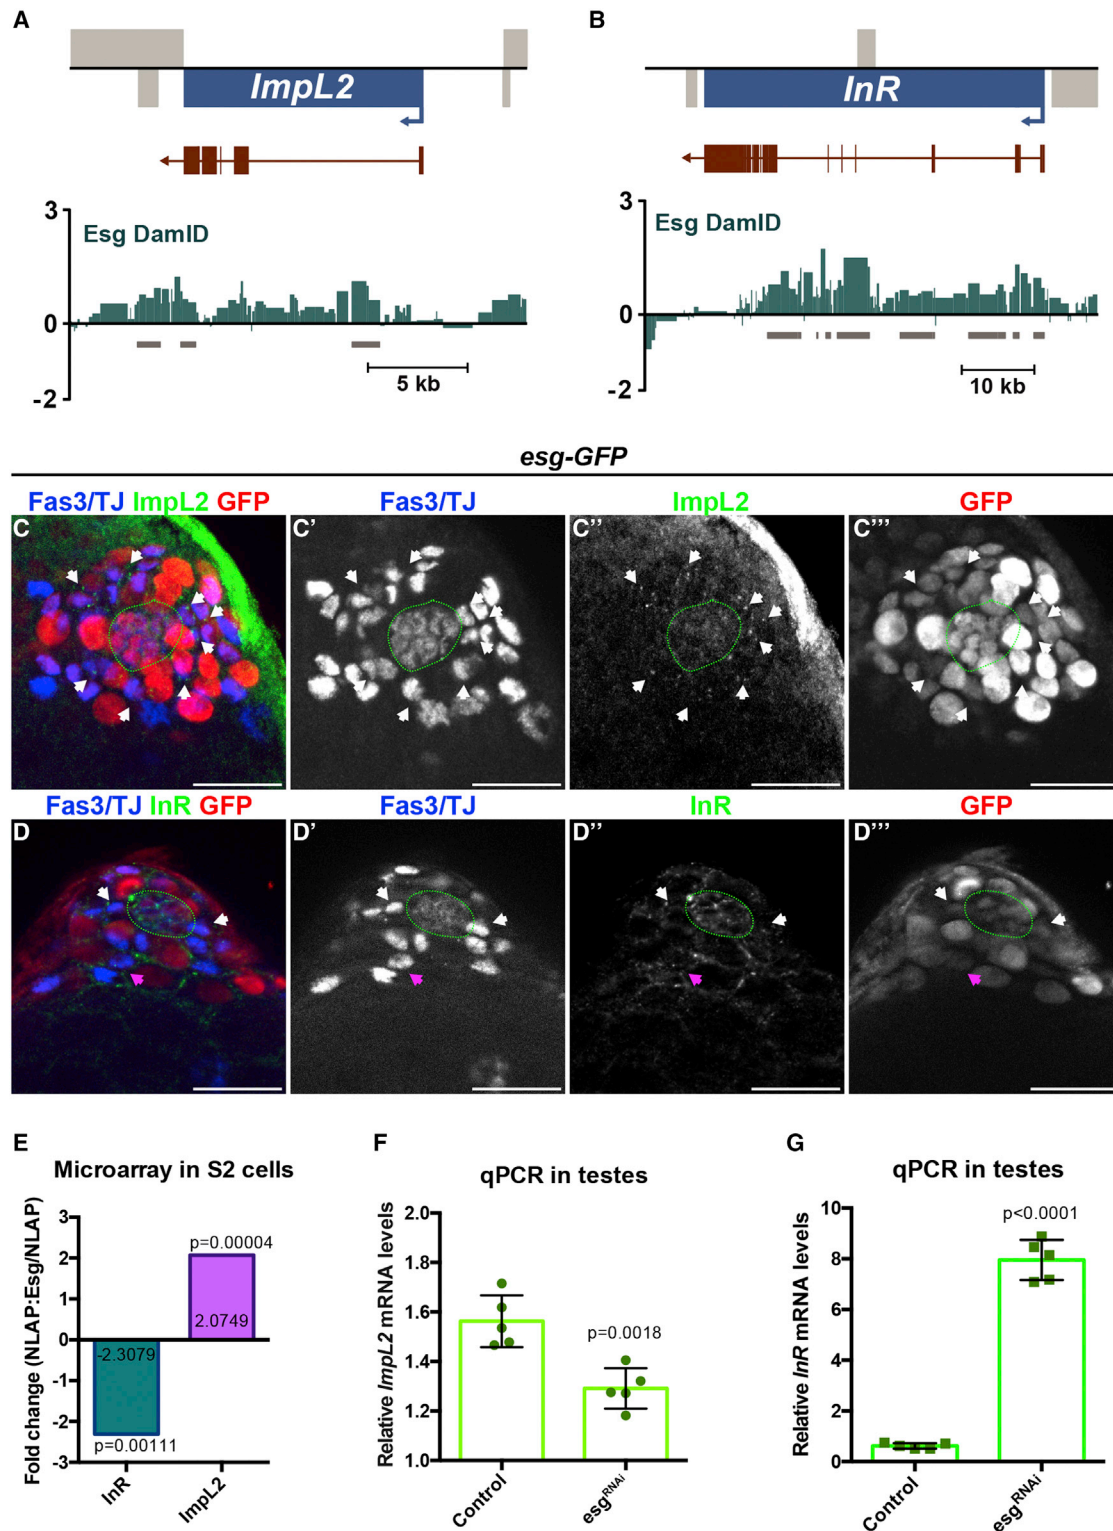 A
B
ImpL2
InR
3
Esg DamID
0
-2
5 kb
3
Esg DamID
0
-2
10 kb
esg-GFP
Fas3/TJ ImpL2 GFP
Fas3/TJ
ImpL2
GFP
C
C'
C''
C'''
Fas3/TJ InR GFP
Fas3/TJ
InR
GFP
D
D'
D''
D'''
E
Microarray in S2 cells
Fold change (NLAP:Esg/NLAP)
3
2
1
0
-1
-2
-3
p=0.00004
2.0749
-2.3079
p=0.00111
InR
ImpL2
F
qPCR in testes
Relative ImpL2 mRNA levels
2.0
1.8
1.6
1.4
1.2
1.0
p=0.0018
Control
esgRNAi
G
qPCR in testes
Relative InR mRNA levels
10
8
6
4
2
0
p<0.0001
Control
esgRNAi